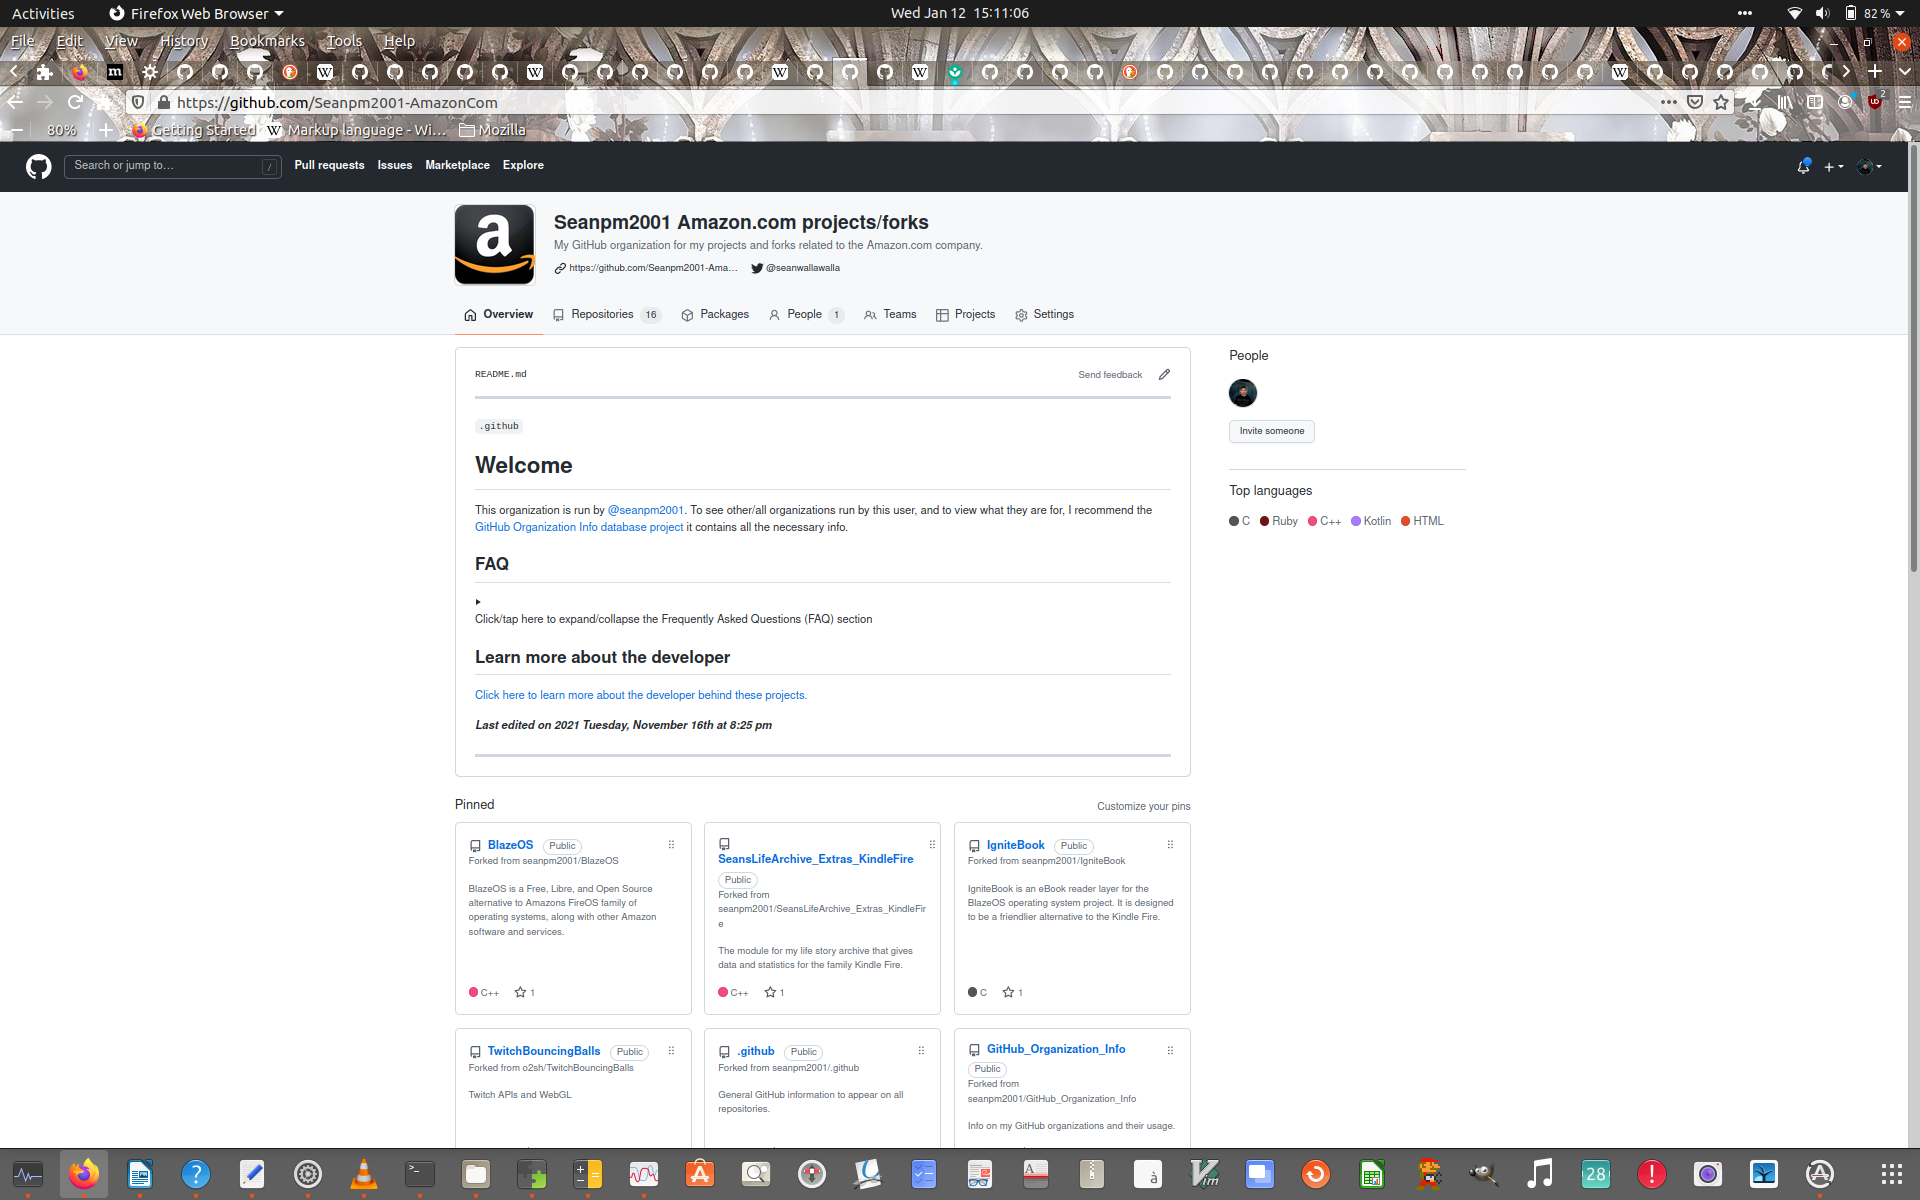 Activities
Firefox Web Browser
Wed Jan 12 15:11:06
82 %
File Edit View History Bookmarks Tools Help
https://github.com/Seanpm2001-AmazonCom
2
80%
Getting Started
Markup language - Wi…
Mozilla
Search or jump to…
/
Pull requests
Issues
Marketplace
Explore
Seanpm2001 Amazon.com projects/forks
My GitHub organization for my projects and forks related to the Amazon.com company.
https://github.com/Seanpm2001-Ama…
@seanwallawalla
Overview
Repositories 16
Packages
People 1
Teams
Projects
Settings
README.md
Send feedback
.github
Welcome
This organization is run by @seanpm2001. To see other/all organizations run by this user, and to view what they are for, I recommend the
GitHub Organization Info database project it contains all the necessary info.
FAQ
Click/tap here to expand/collapse the Frequently Asked Questions (FAQ) section
Learn more about the developer
Click here to learn more about the developer behind these projects.
Last edited on 2021 Tuesday, November 16th at 8:25 pm
People
Invite someone
Top languages
C Ruby C++ Kotlin HTML
Pinned
Customize your pins
BlazeOS Public
Forked from seanpm2001/BlazeOS
BlazeOS is a Free, Libre, and Open Source
alternative to Amazons FireOS family of
operating systems, along with other Amazon
software and services.
C++ 1
SeansLifeArchive_Extras_KindleFire
Public
Forked from
seanpm2001/SeansLifeArchive_Extras_KindleFir
e
The module for my life story archive that gives
data and statistics for the family Kindle Fire.
C++ 1
IgniteBook Public
Forked from seanpm2001/IgniteBook
IgniteBook is an eBook reader layer for the
BlazeOS operating system project. It is designed
to be a friendlier alternative to the Kindle Fire.
C 1
TwitchBouncingBalls Public
Forked from o2sh/TwitchBouncingBalls
Twitch APIs and WebGL
.github Public
Forked from seanpm2001/.github
General GitHub information to appear on all
repositories.
GitHub_Organization_Info
Public
Forked from
seanpm2001/GitHub_Organization_Info
Info on my GitHub organizations and their usage.
28